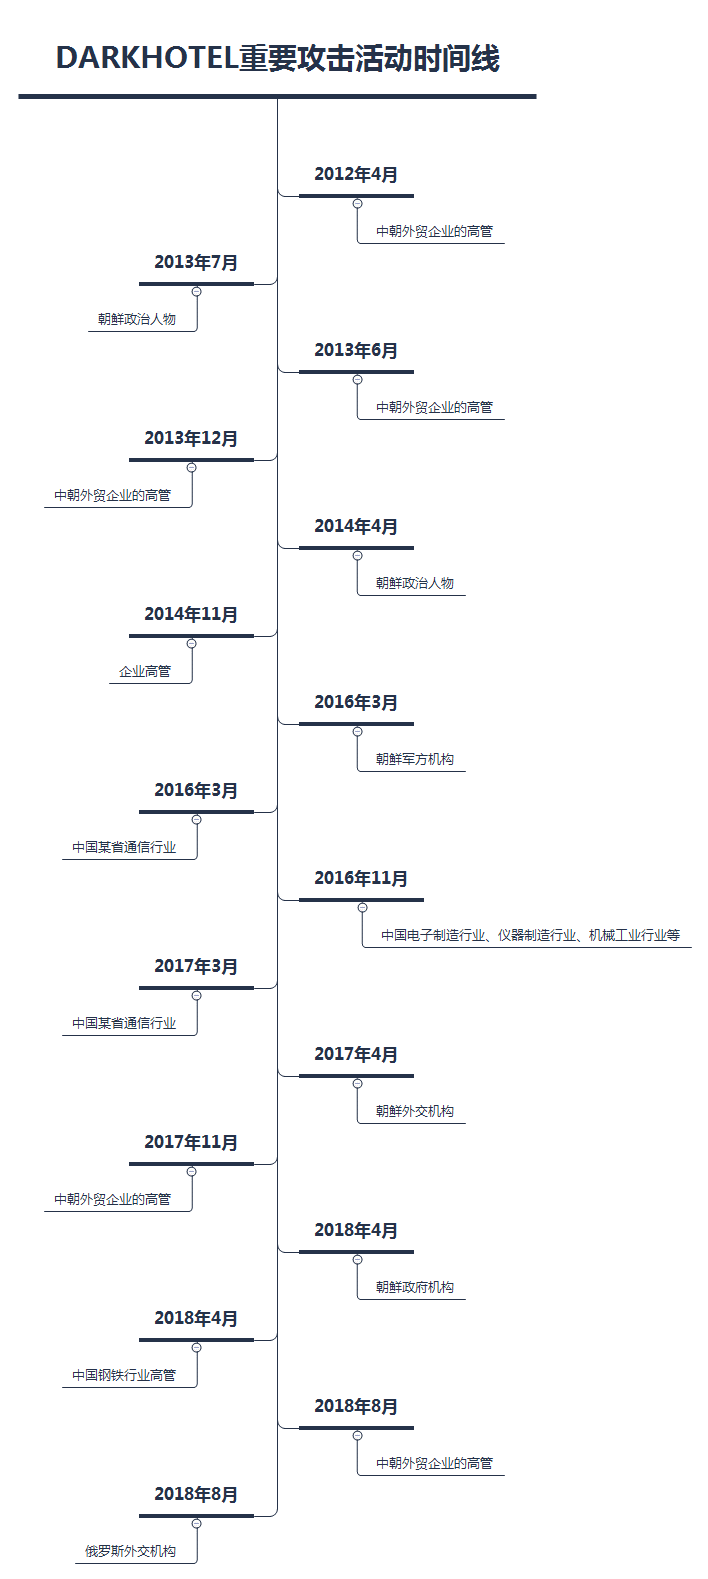 DARKHOTEL重要攻击活动时间线
2012年4月
中朝外贸企业的高管
2013年7月
朝鲜政治人物
2013年6月
中朝外贸企业的高管
2013年12月
中朝外贸企业的高管
2014年4月
朝鲜政治人物
2014年11月
企业高管
2016年3月
朝鲜军方机构
2016年3月
中国某省通信行业
2016年11月
中国电子制造行业、仪器制造行业、机械工业行业等
2017年3月
中国某省通信行业
2017年4月
朝鲜外交机构
2017年11月
中朝外贸企业的高管
2018年4月
朝鲜政府机构
2018年4月
中国钢铁行业高管
2018年8月
中朝外贸企业的高管
2018年8月
俄罗斯外交机构